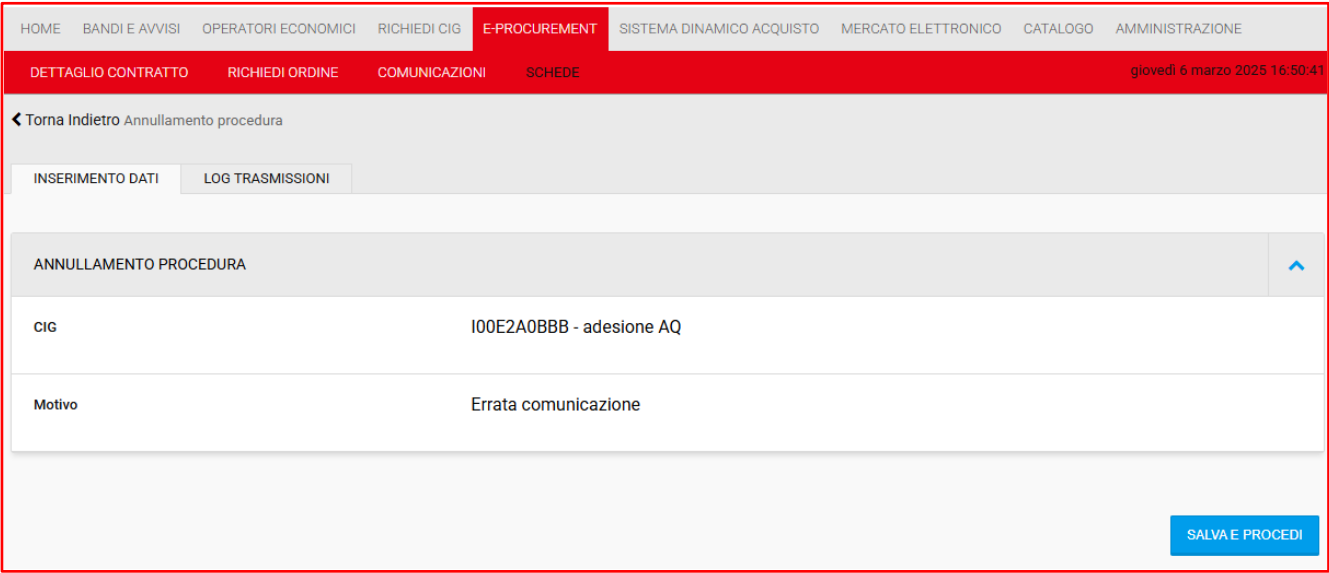 HOME BANDI E AVVISI OPERATORI ECONOMICI RICHIEDI CIG E-PROCUREMENT SISTEMA DINAMICO ACQUISTO MERCATO ELETTRONICO CATALOGO AMMINISTRAZIONE
DETTAGLIO CONTRATTO RICHIEDI ORDINE COMUNICAZIONI SCHEDE giovedì 6 marzo 2025 16:50:41
Torna Indietro Annullamento procedura
INSERIMENTO DATI LOG TRASMISSIONI
ANNULLAMENTO PROCEDURA
CIG I00E2A0BBB - adesione AQ
Motivo Errata comunicazione
SALVA E PROCEDI